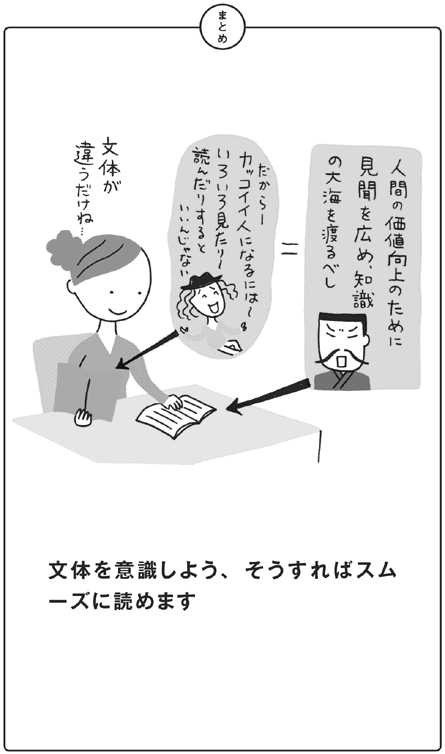 まとめ
人間の価値向上のために
見聞を広め、知識
の大海を渡るべし
=
だからー
カッコイイ人になるには〜
いろいろ見たり〜
読んだりすると
いいんじゃない
文体が
違うだけね…
文体を意識しよう、そうすればスム
ーズに読めます